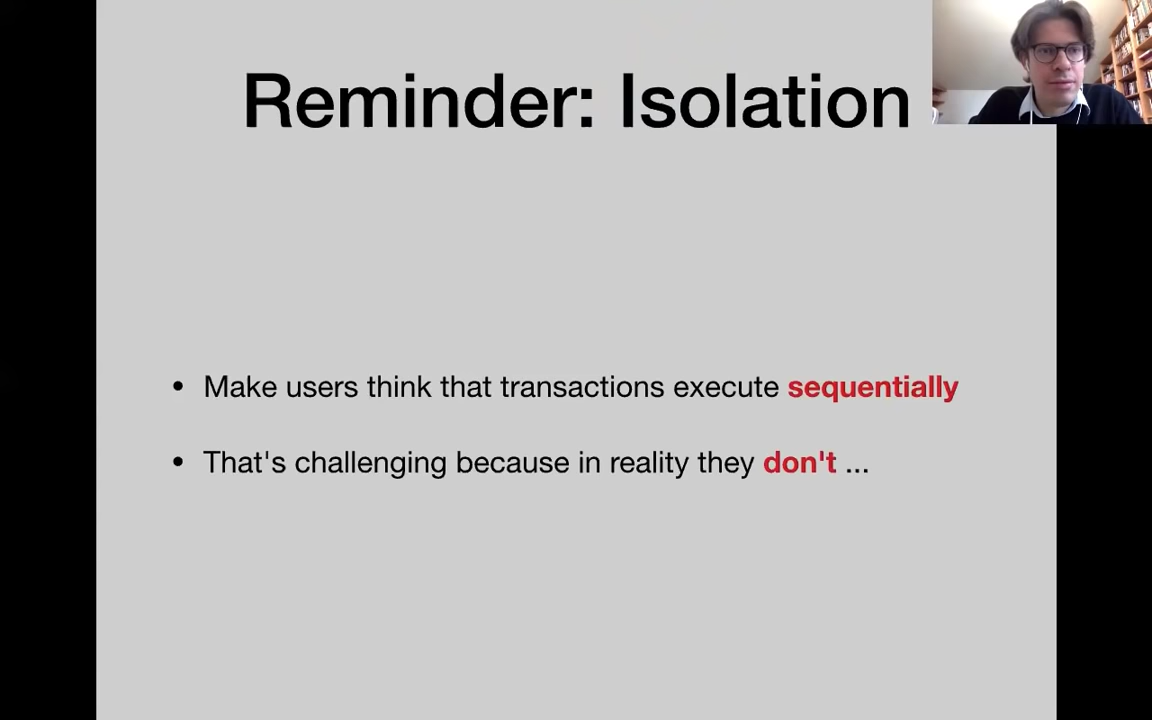 Reminder: Isolation
• Make users think that transactions execute sequentially
• That's challenging because in reality they don't ...